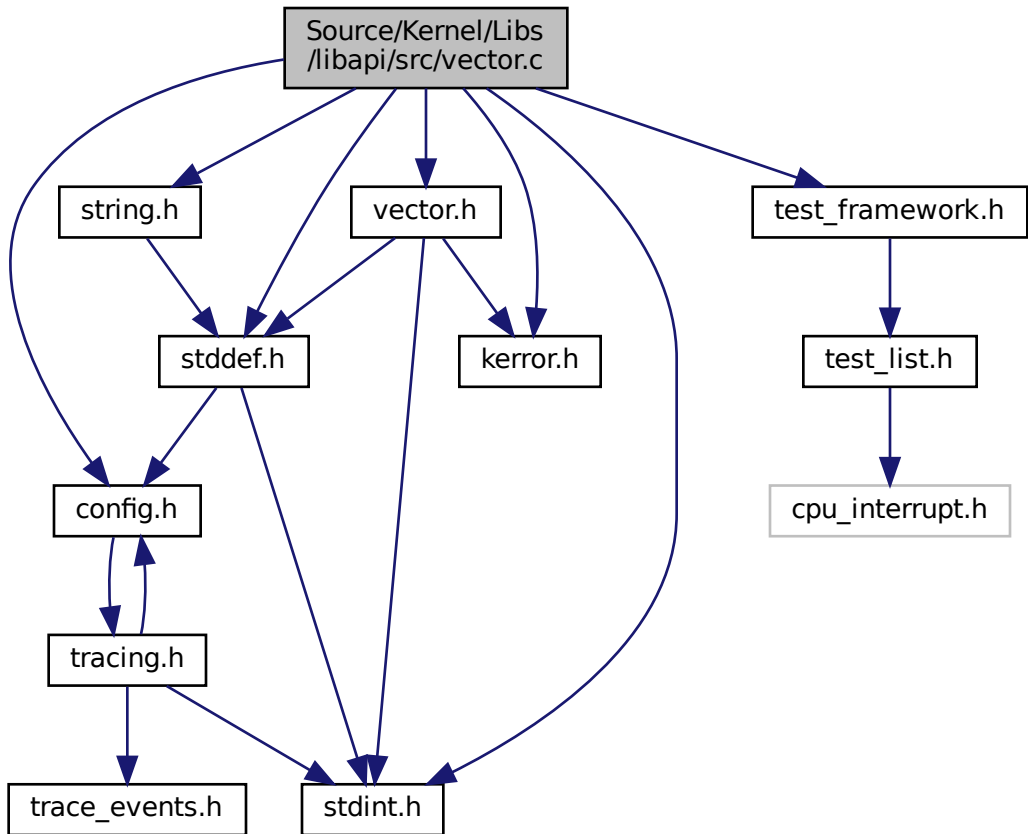 Source/Kernel/Libs
/libapi/src/vector.c
string.h
vector.h
test_framework.h
stddef.h
kerror.h
test_list.h
config.h
cpu_interrupt.h
tracing.h
trace_events.h
stdint.h